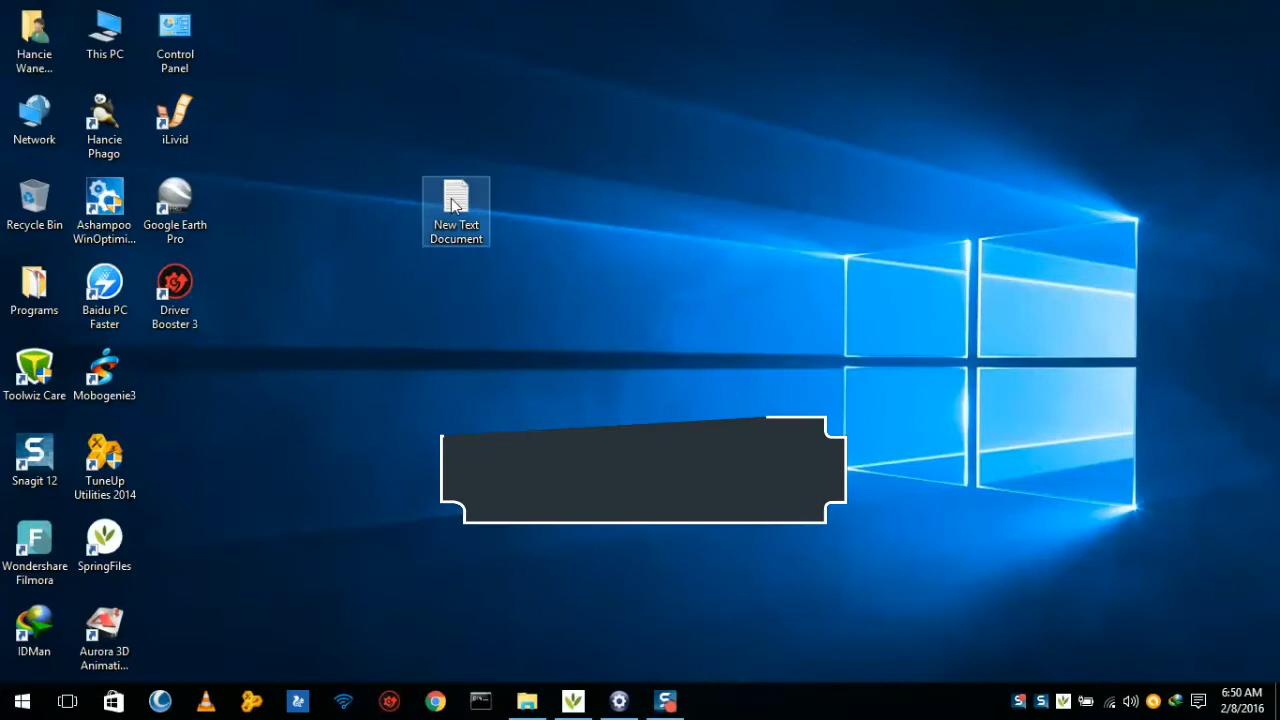 Hancie
Wane...
This PC
Control
Panel
Network
Hancie
Phago
iLivid
Recycle Bin
Ashampoo
WinOptimi...
Google Earth
Pro
New Text
Document
Programs
Baidu PC
Faster
Driver
Booster 3
Toolwiz Care
Mobogenie3
Snagit 12
TuneUp
Utilities 2014
Wondershare
Filmora
SpringFiles
IDMan
Aurora 3D
Animati...
6:50 AM
2/8/2016